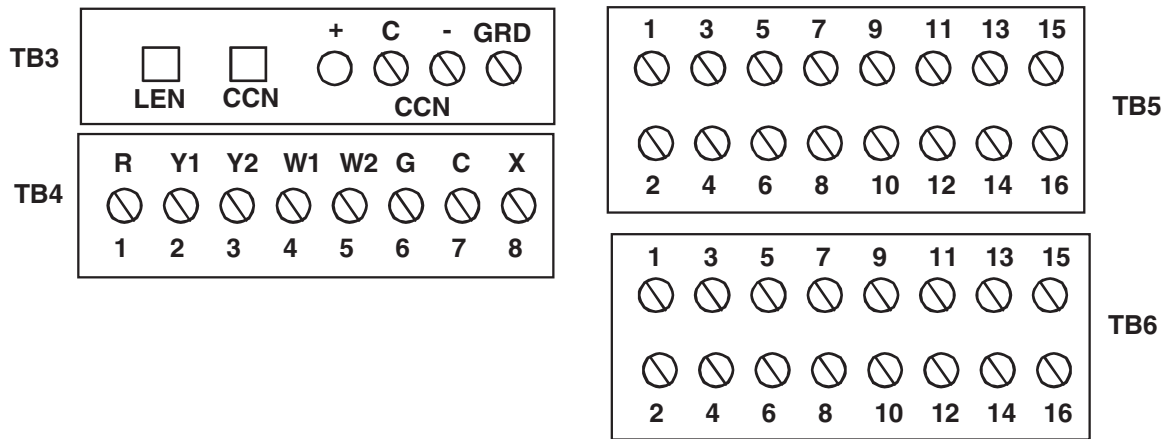 TB3
+ C - GRD
LEN CCN CCN
TB4
R Y1 Y2 W1 W2 G C X
1 2 3 4 5 6 7 8
1 3 5 7 9 11 13 15
TB5
2 4 6 8 10 12 14 16
1 3 5 7 9 11 13 15
TB6
2 4 6 8 10 12 14 16